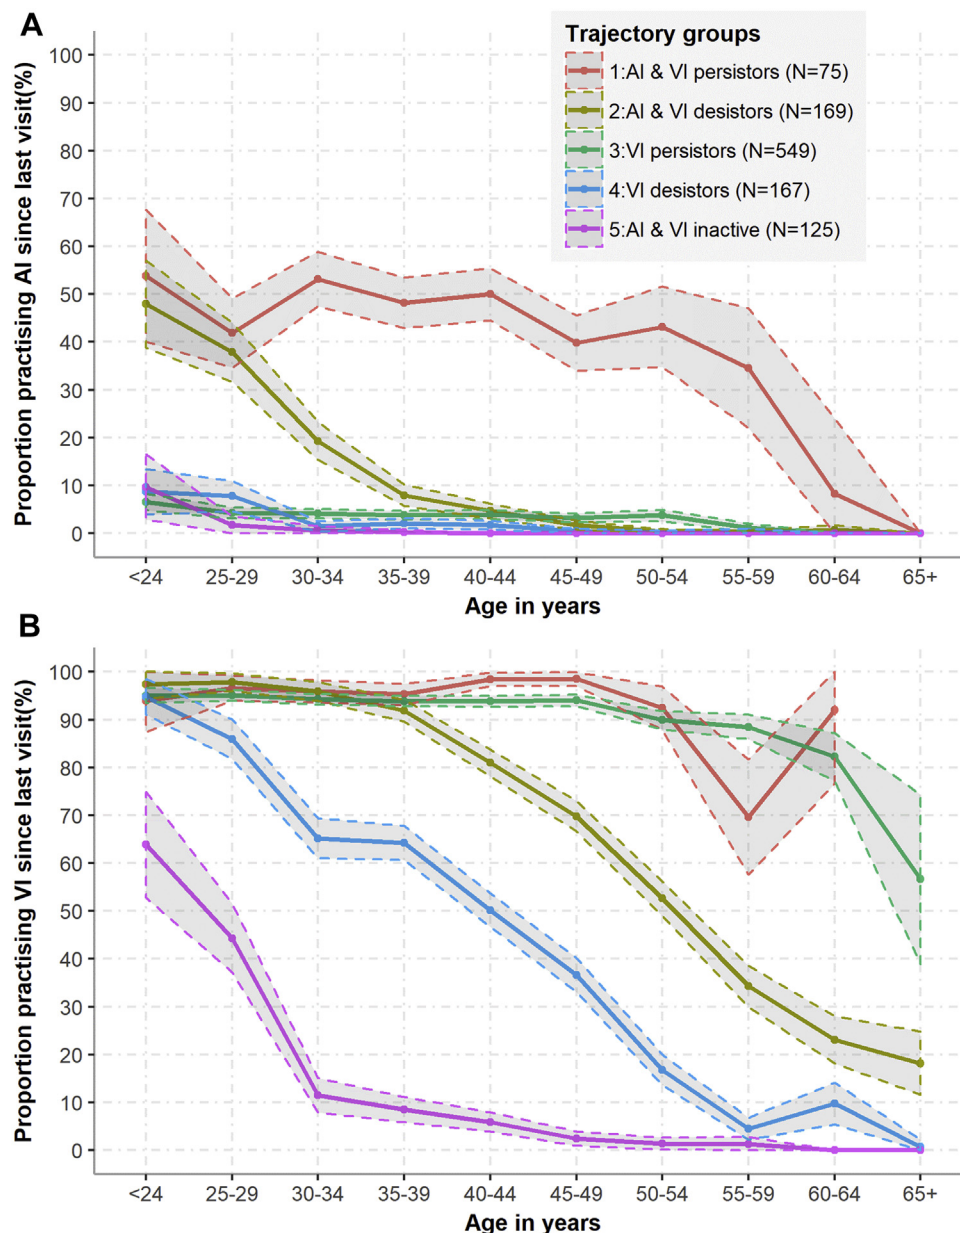 A
Trajectory groups
1:AI & VI persistors (N=75)
2:AI & VI desistors (N=169)
3:VI persistors (N=549)
4:VI desistors (N=167)
5:AI & VI inactive (N=125)
Proportion practising AI since last visit(%)
100
90
80
70
60
50
40
30
20
10
0
<24 25-29 30-34 35-39 40-44 45-49 50-54 55-59 60-64 65+
Age in years
B
Proportion practising VI since last visit(%)
100
90
80
70
60
50
40
30
20
10
0
<24 25-29 30-34 35-39 40-44 45-49 50-54 55-59 60-64 65+
Age in years